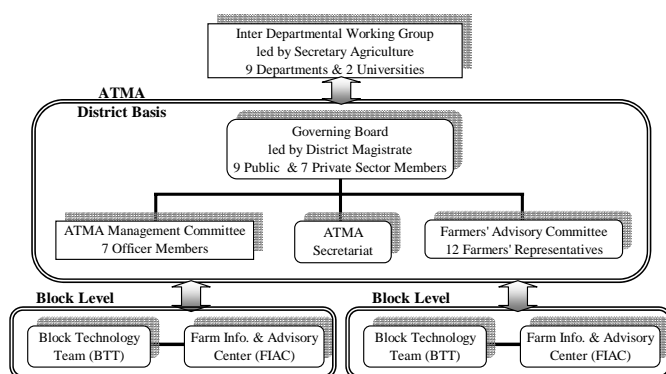 Inter Departmental Working Group
led by Secretary Agriculture
9 Departments & 2 Universities
ATMA
District Basis
Governing Board
led by District Magistrate
9 Public & 7 Private Sector Members
ATMA Management Committee
7 Officer Members
ATMA
Secretariat
Farmers' Advisory Committee
12 Farmers' Representatives
Block Level
Block Technology
Team (BTT)
Farm Info. & Advisory
Center (FIAC)
Block Level
Block Technology
Team (BTT)
Farm Info. & Advisory
Center (FIAC)